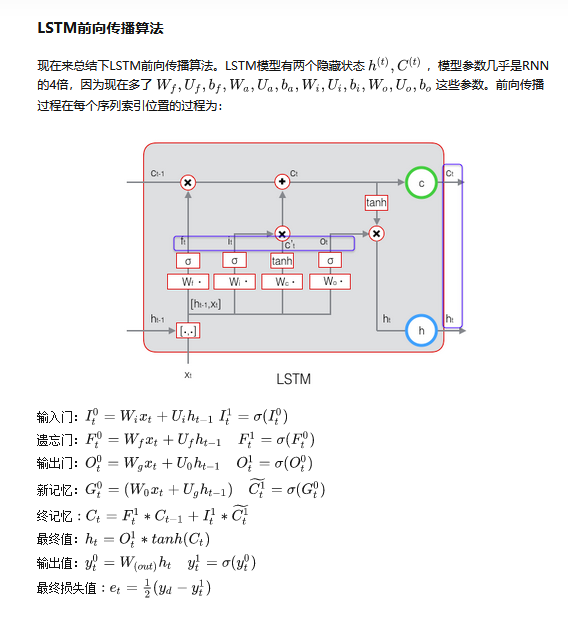 LSTM前向传播算法
现在来总结下LSTM前向传播算法。LSTM模型有两个隐藏状态 h^{(t)}, C^{(t)} ，模型参数几乎是RNN
的4倍，因为现在多了 W_f, U_f, b_f, W_a, U_a, b_a, W_i, U_i, b_i, W_o, U_o, b_o 这些参数。前向传播
过程在每个序列索引位置的过程为：
C_{t-1} C_t C_t
× + c
tanh
f_t i_t × C'_t O_t ×
σ σ tanh σ
W_f · W_i · W_c · W_o ·
[h_{t-1},x_t]
h_{t-1} h_t h_t
[.,.] h
x_t
LSTM
输入门：I_t^0 = W_i x_t + U_i h_{t-1} I_t^1 = σ(I_t^0)
遗忘门：F_t^0 = W_f x_t + U_f h_{t-1} F_t^1 = σ(F_t^0)
输出门：O_t^0 = W_g x_t + U_0 h_{t-1} O_t^1 = σ(O_t^0)
新记忆：G_t^0 = (W_0 x_t + U_g h_{t-1}) \widetilde{C_t^1} = σ(G_t^0)
终记忆：C_t = F_t^1 * C_{t-1} + I_t^1 * \widetilde{C_t^1}
最终值：h_t = O_t^1 * tanh(C_t)
输出值：y_t^0 = W_{(out)} h_t y_t^1 = σ(y_t^0)
最终损失值：e_t = \frac{1}{2}(y_d − y_t^1)